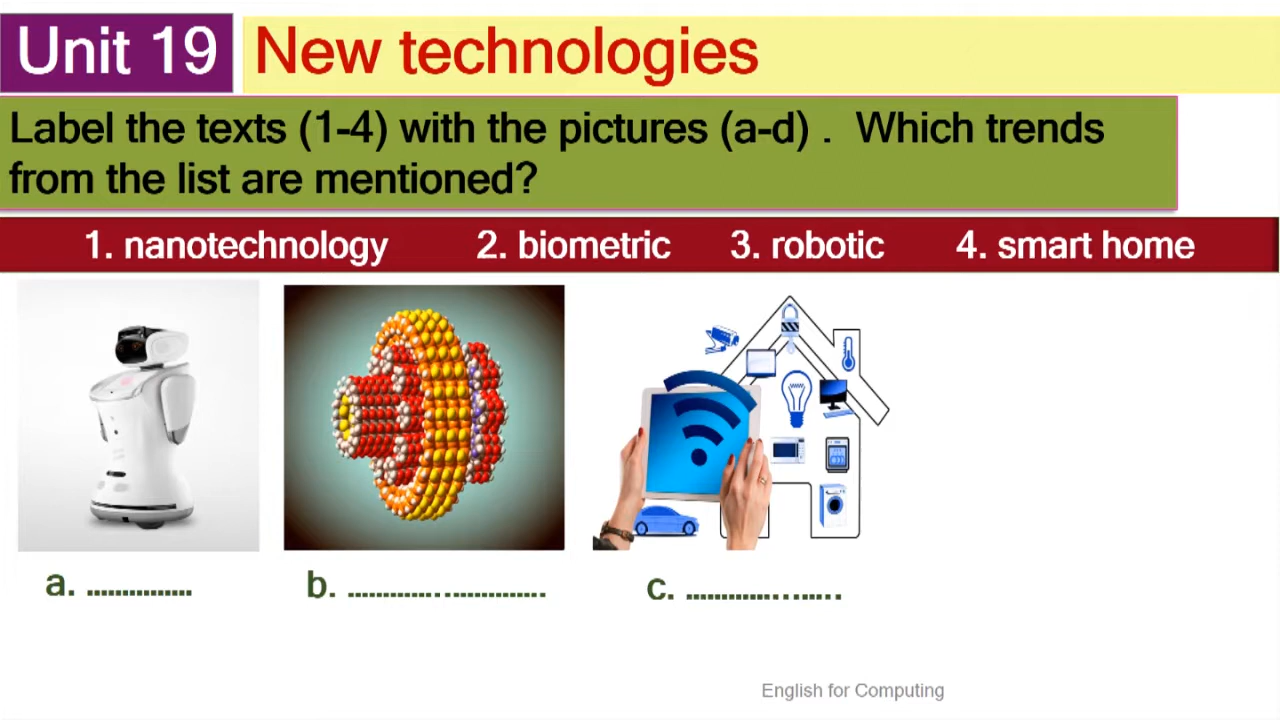 Unit 19 New technologies
Label the texts (1-4) with the pictures (a-d) . Which trends
from the list are mentioned?
1. nanotechnology 2. biometric 3. robotic 4. smart home
a. ...............
b. ............................
c. ......................
English for Computing